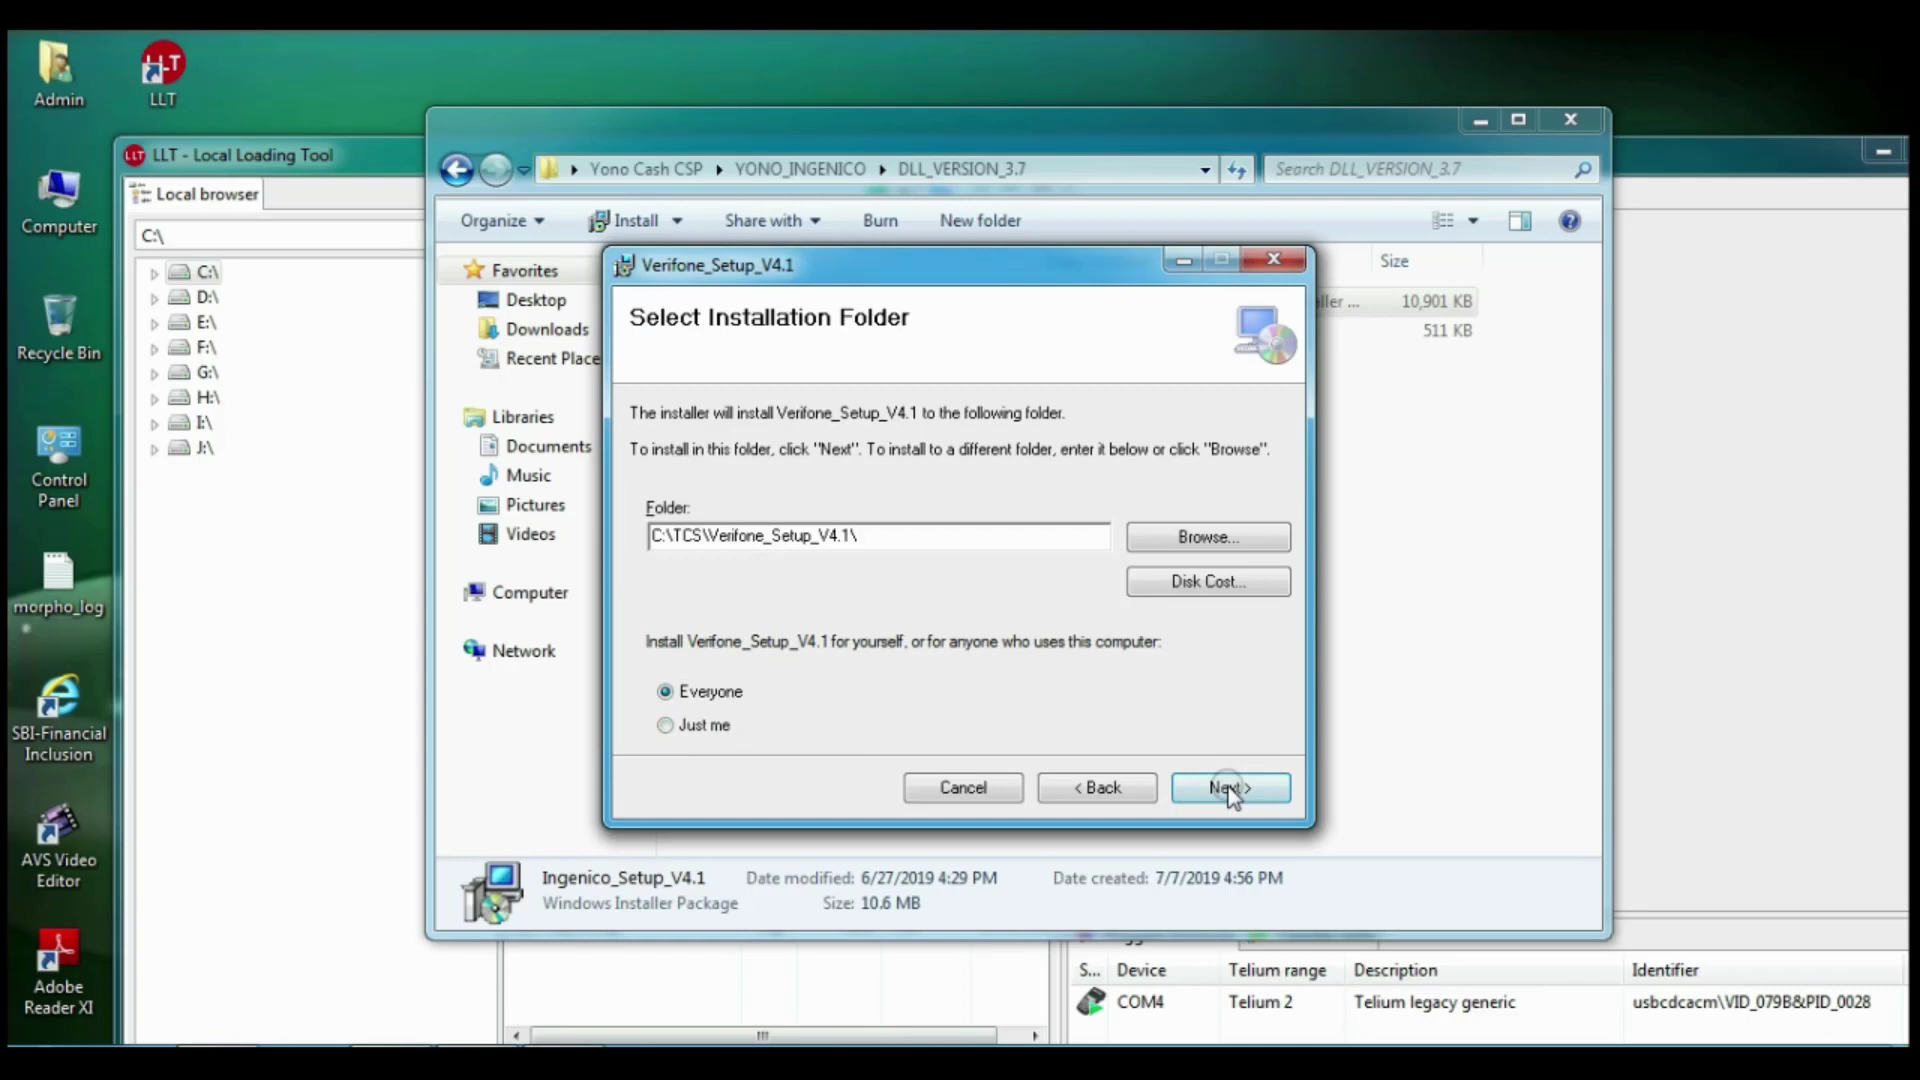 Admin
LLT
Computer
Recycle Bin
Control
Panel
morpho_log
SBI-Financial
Inclusion
AVS Video
Editor
Adobe
Reader XI
LLT LLT - Local Loading Tool
Local browser
C:\
C:\
D:\
E:\
F:\
G:\
H:\
I:\
J:\
Yono Cash CSP YONO_INGENICO DLL_VERSION_3.7
Search DLL_VERSION_3.7
Organize Install Share with Burn New folder
Favorites
Desktop
Downloads
Recent Place
Libraries
Documents
Music
Pictures
Videos
Computer
Network
Size
ller ... 10,901 KB
511 KB
Verifone_Setup_V4.1
Select Installation Folder
The installer will install Verifone_Setup_V4.1 to the following folder.
To install in this folder, click "Next". To install to a different folder, enter it below or click "Browse".
Folder:
C:\TCS\Verifone_Setup_V4.1\
Browse...
Disk Cost...
Install Verifone_Setup_V4.1 for yourself, or for anyone who uses this computer:
Everyone
Just me
Cancel < Back Next >
Ingenico_Setup_V4.1 Date modified: 6/27/2019 4:29 PM Date created: 7/7/2019 4:56 PM
Windows Installer Package Size: 10.6 MB
S... Device Telium range Description Identifier
COM4 Telium 2 Telium legacy generic usbcdcacm\VID_079B&PID_0028